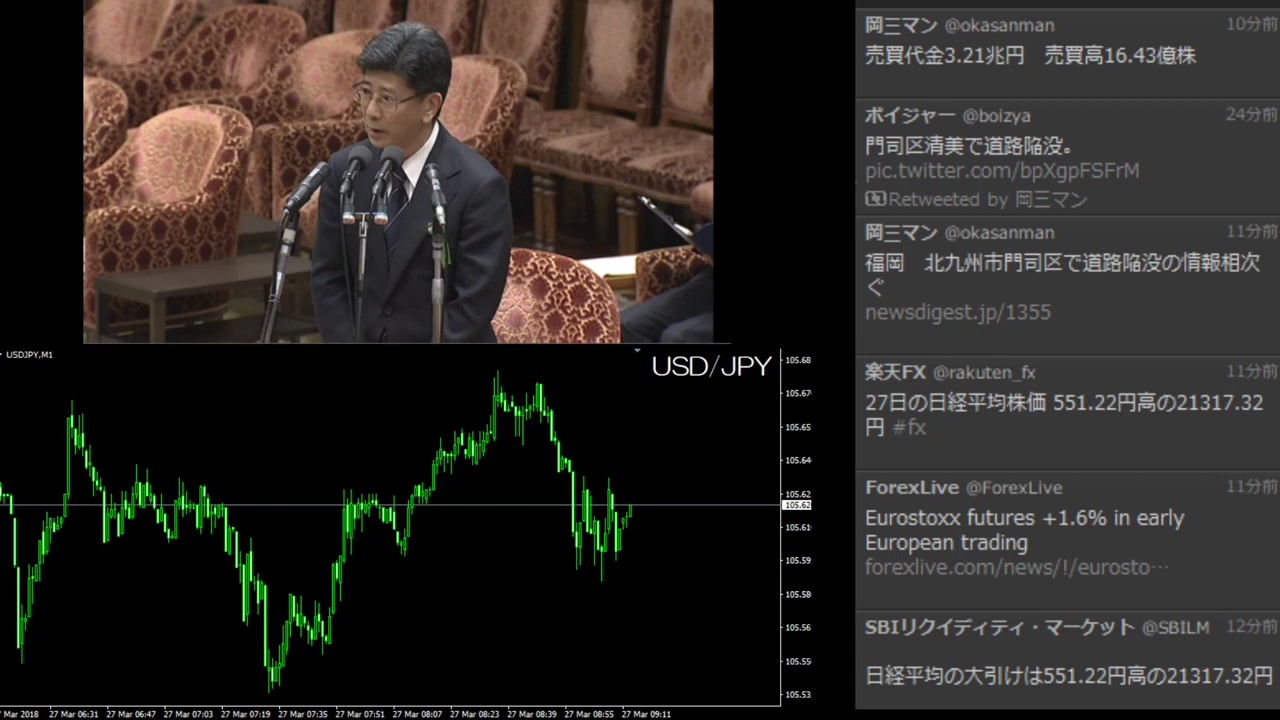 岡三マン @okasanman 10分前
売買代金3.21兆円　売買高16.43億株
ボイジャー @boizya 24分前
門司区清美で道路陥没。
pic.twitter.com/bpXgpFSFrM
Retweeted by 岡三マン
岡三マン @okasanman 11分前
福岡　北九州市門司区で道路陥没の情報相次
ぐ
newsdigest.jp/1355
楽天FX @rakuten_fx 11分前
27日の日経平均株価 551.22円高の21317.32
円 #fx
ForexLive @ForexLive 11分前
Eurostoxx futures +1.6% in early
European trading
forexlive.com/news/!/eurosto…
SBIリクイディティ・マーケット @SBILM 12分前
日経平均の大引けは551.22円高の21317.32円
USDJPY,M1
USD/JPY
105.68
105.67
105.65
105.64
105.62
105.62
105.61
105.59
105.58
105.56
105.55
105.53
Mar 2018 27 Mar 06:31 27 Mar 06:47 27 Mar 07:03 27 Mar 07:19 27 Mar 07:35 27 Mar 07:51 27 Mar 08:07 27 Mar 08:23 27 Mar 08:39 27 Mar 08:55 27 Mar 09:11